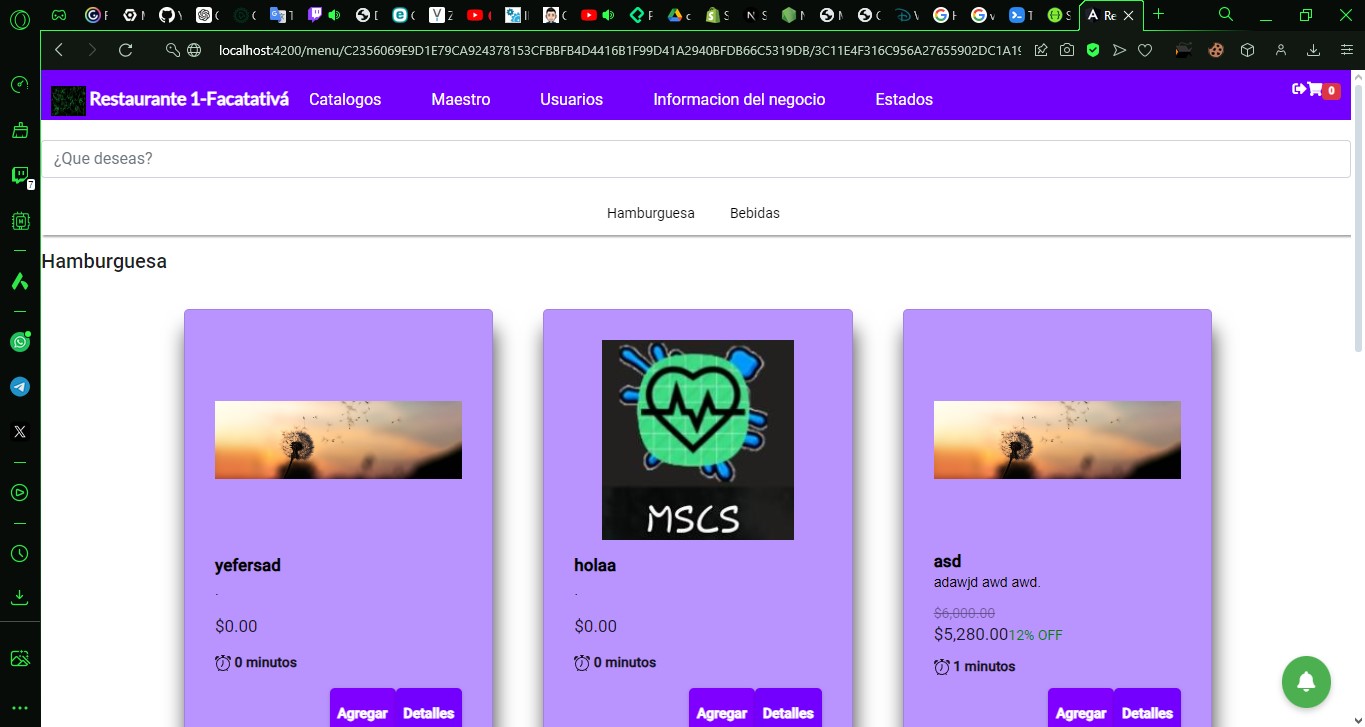 localhost:4200/menu/C2356069E9D1E79CA924378153CFBBFB4D4416B1F99D41A2940BFDB66C5319DB/3C11E4F316C956A27655902DC1A19
Restaurante 1-Facatativá Catalogos Maestro Usuarios Informacion del negocio Estados 0
7
¿Que deseas?
Hamburguesa Bebidas
Hamburguesa
MSCS
yefersad holaa asd
. . adawjd awd awd.
$6,000.00
$0.00 $0.00 $5,280.00 12% OFF
0 minutos 0 minutos 1 minutos
Agregar Detalles Agregar Detalles Agregar Detalles